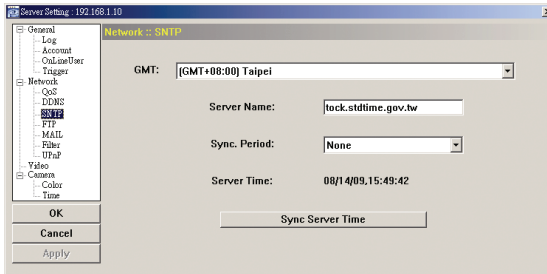 Server Setting : 192.168.1.10
General
Log
Account
OnLineUser
Trigger
Network
QoS
DDNS
SNTP
FTP
MAIL
Filter
UPnP
Video
Camera
Color
Time
OK
Cancel
Apply
Network :: SNTP
GMT: (GMT+08:00) Taipei
Server Name: tock.stdtime.gov.tw
Sync. Period: None
Server Time: 08/14/09,15:49:42
Sync Server Time